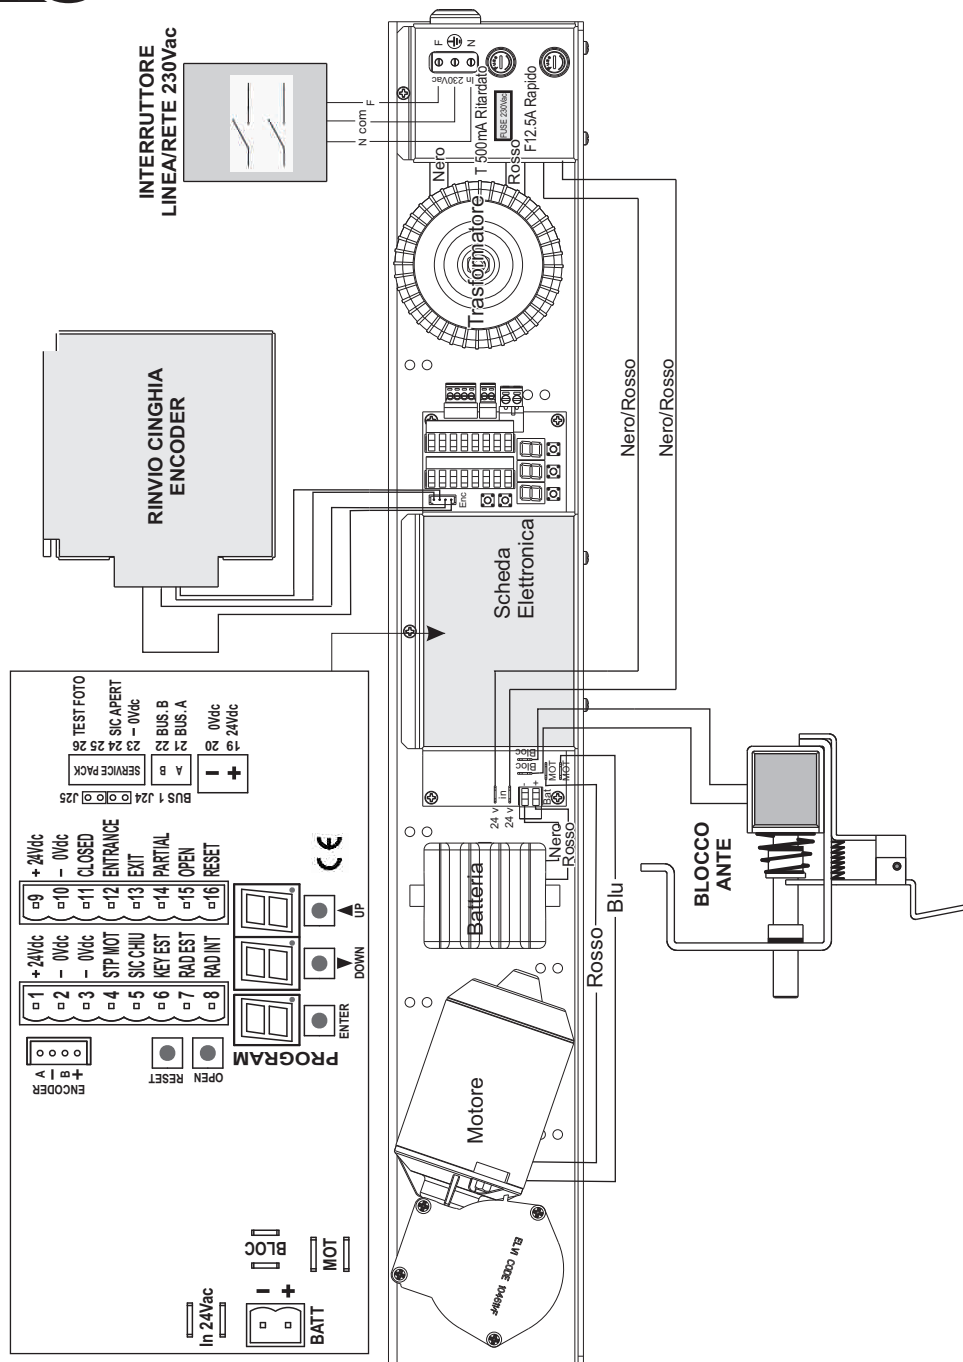 INTERRUTTORE
LINEA/RETE 230Vac
F
N com
F
N
In 230Vac
T 500mA Ritardato
FUSE 230Vac
F12.5A Rapido
Nero
Rosso
Trasformatore
RINVIO CINGHIA
ENCODER
Enc
Scheda
Elettronica
Nero/Rosso
Nero/Rosso
24 v
24 v
in
Bloc
Bloc
MOT
MOT
Bat
- +
Nero
Rosso
Batteria
Rosso
Blu
Motore
ELVI CODE
BLOCCO
ANTE
TEST FOTO
SIC APERT
- 0Vdc
26 25 24 23
SERVICE PACK
BUS. B
BUS. A
22 21
B
A
0Vdc
24Vdc
20 19
- +
J25
BUS 1 J24
9 + 24Vdc
10 - 0Vdc
11 CLOSED
12 ENTRANCE
13 EXIT
14 PARTIAL
15 OPEN
16 RESET
1 + 24Vdc
2 - 0Vdc
3 - 0Vdc
4 STP MOT
5 SIC CHIU
6 KEY EST
7 RAD EST
8 RAD INT
CE
UP
DOWN
ENTER
PROGRAM
A - B +
ENCODER
RESET
OPEN
BLOC
MOT
In 24Vac
- +
BATT